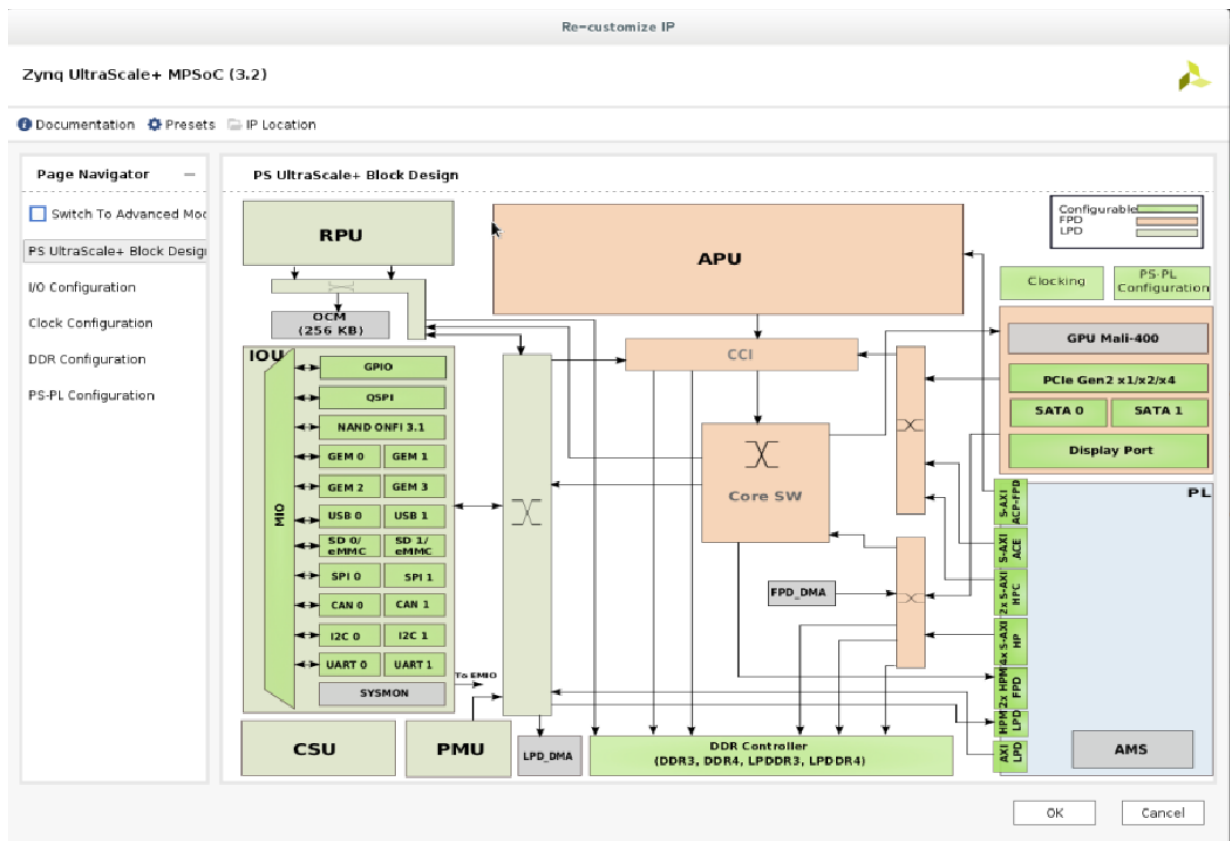 Re-customize IP
Zynq UltraScale+ MPSoC (3.2)
Documentation Presets IP Location
Page Navigator
Switch To Advanced Mod
PS UltraScale+ Block Design
I/O Configuration
Clock Configuration
DDR Configuration
PS-PL Configuration
PS UltraScale+ Block Design
Configurable
FPD
LPD
RPU
APU
Clocking
PS-PL
Configuration
OCM
(256 KB)
CCI
GPU Mali-400
PCIe Gen2 x1/x2/x4
SATA 0 SATA 1
Display Port
IOU
MIO
GPIO
QSPI
NAND ONFI 3.1
GEM 0 GEM 1
GEM 2 GEM 3
USB 0 USB 1
SD 0/
eMMC
SD 1/
eMMC
SPI 0 SPI 1
CAN 0 CAN 1
I2C 0 I2C 1
UART 0 UART 1
SYSMON
To EMIO
Core SW
FPD_DMA
PL
S-AXI
ACP-FPD
S-AXI
ACE
2x S-AXI
HPC
4x S-AXI
HP
2x HPM
FPD
HPM
LPD
AXI
LPD
AMS
CSU
PMU
LPD_DMA
DDR Controller
(DDR3, DDR4, LPDDR3, LPDDR4)
OK Cancel